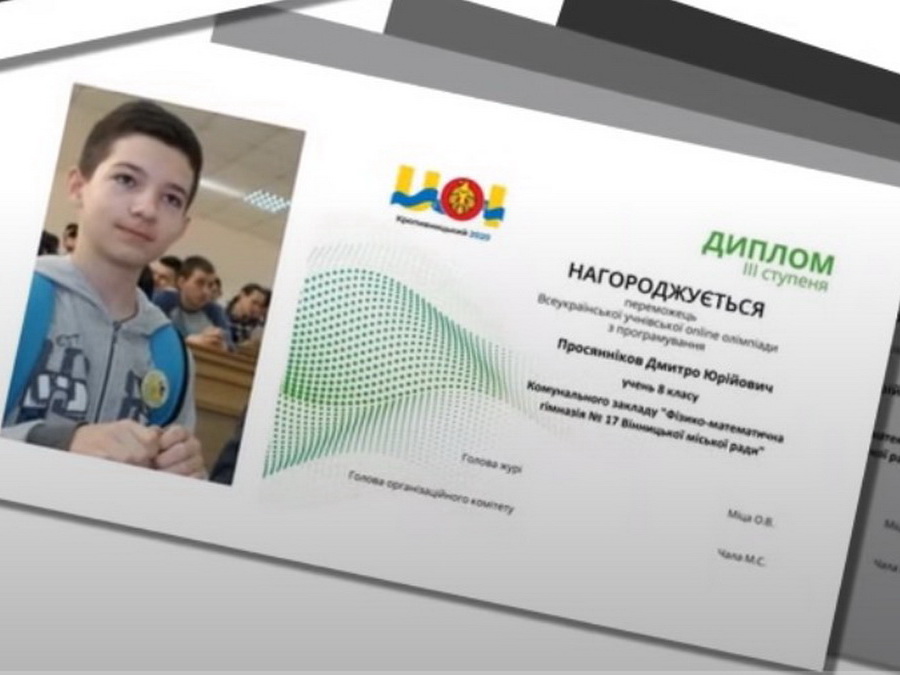 UOI
Кропивницький 2020
ДИПЛОМ
III ступеня
НАГОРОДЖУЄТЬСЯ
переможець
Всеукраїнської учнівської online олімпіади
з програмування
Просянніков Дмитро Юрійович
учень 8 класу
Комунального закладу "Фізико-математична
гімназія № 17 Вінницької міської ради"
Голова журі
Міца О.В.
Голова організаційного комітету
Чала М.С.